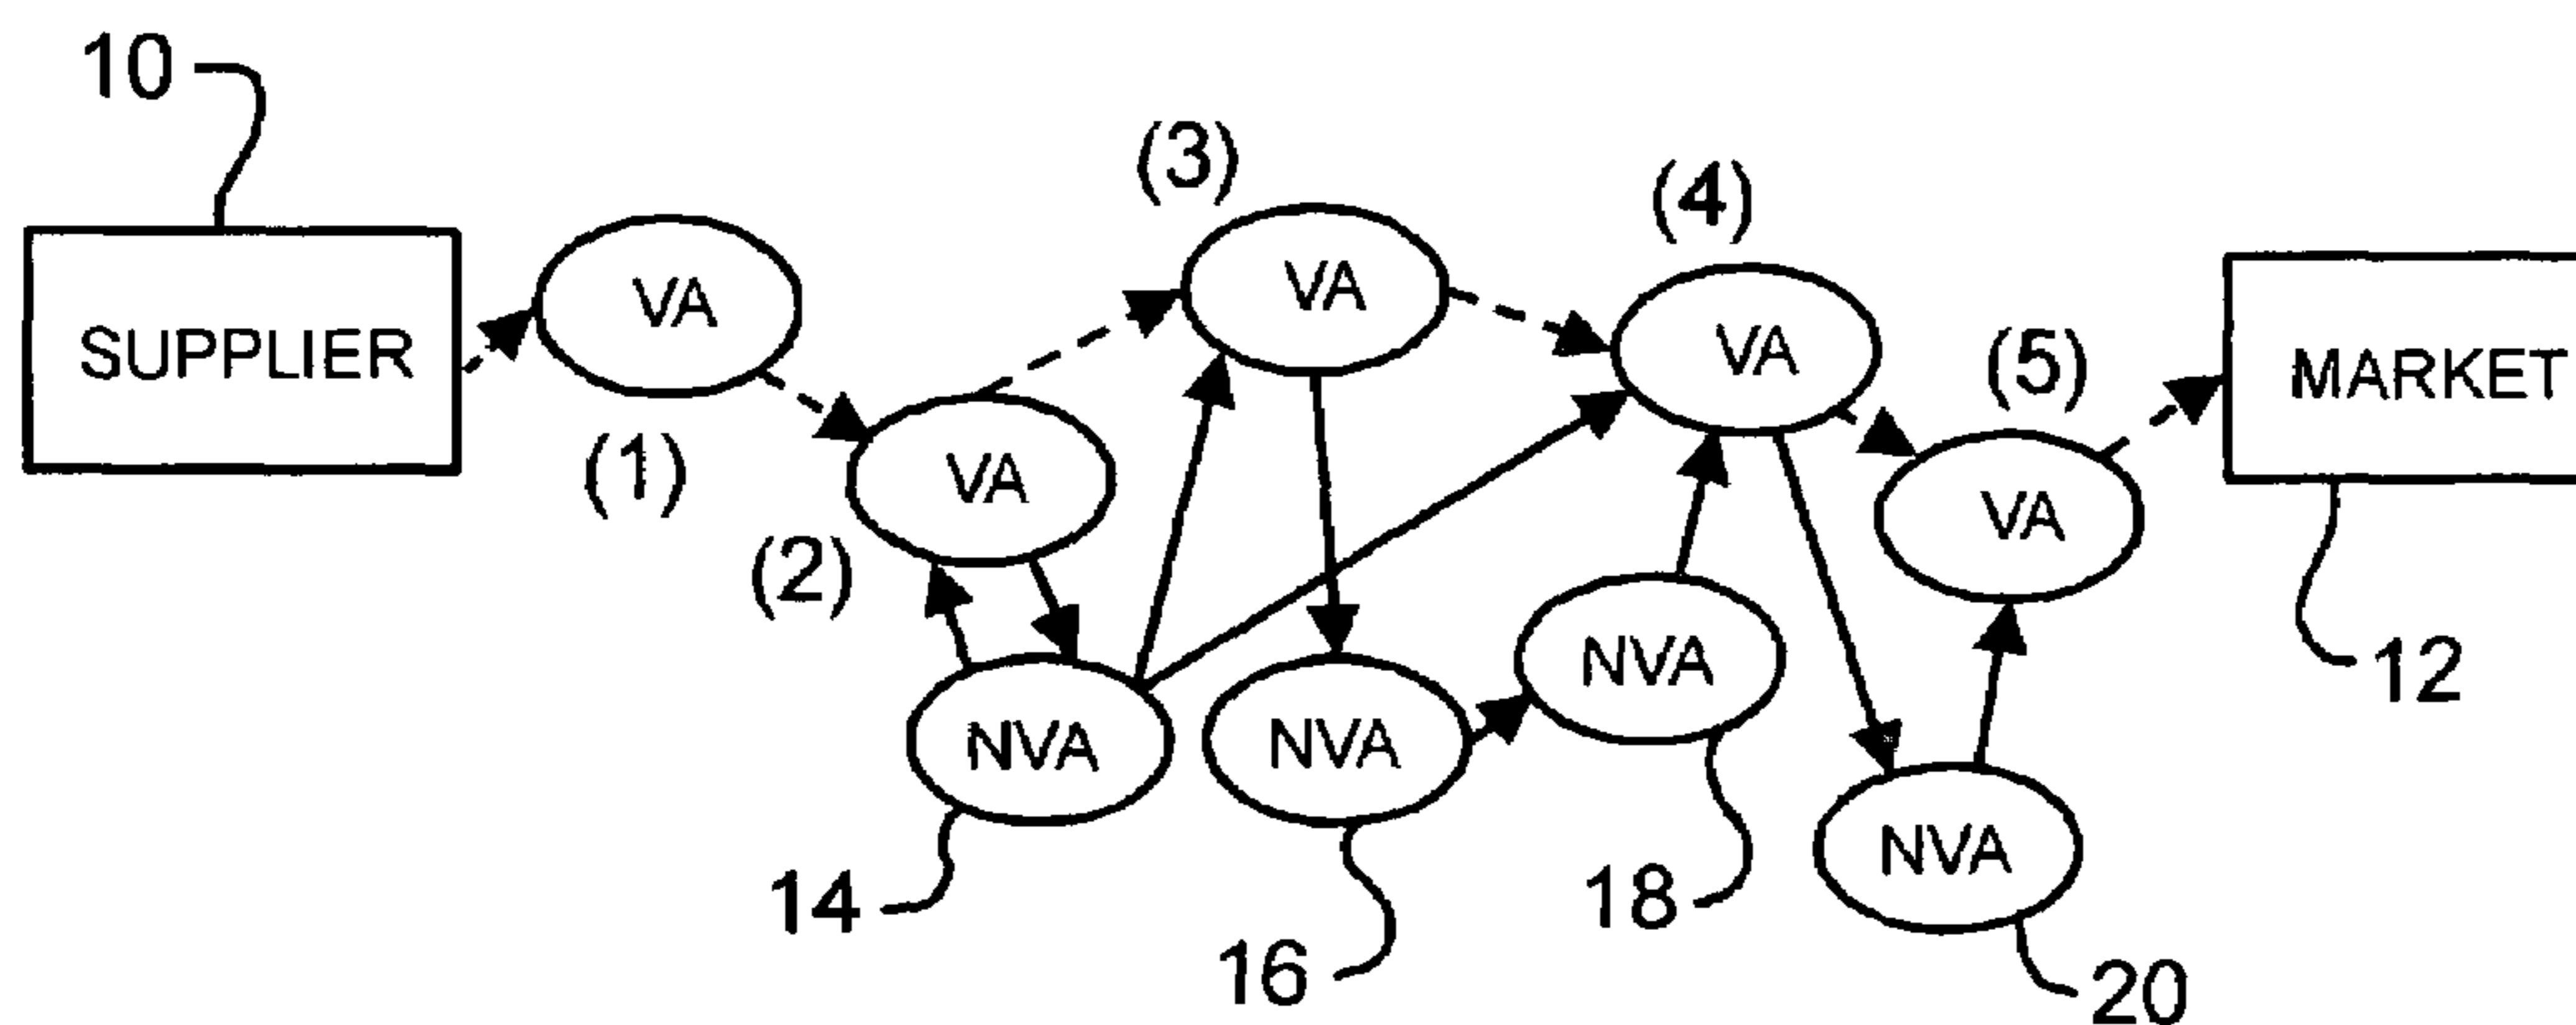 10
(3)
(4)
SUPPLIER
VA
VA
VA
(5)
MARKET
(1)
VA
VA
(2)
12
NVA
NVA
NVA
NVA
14
16
18
20